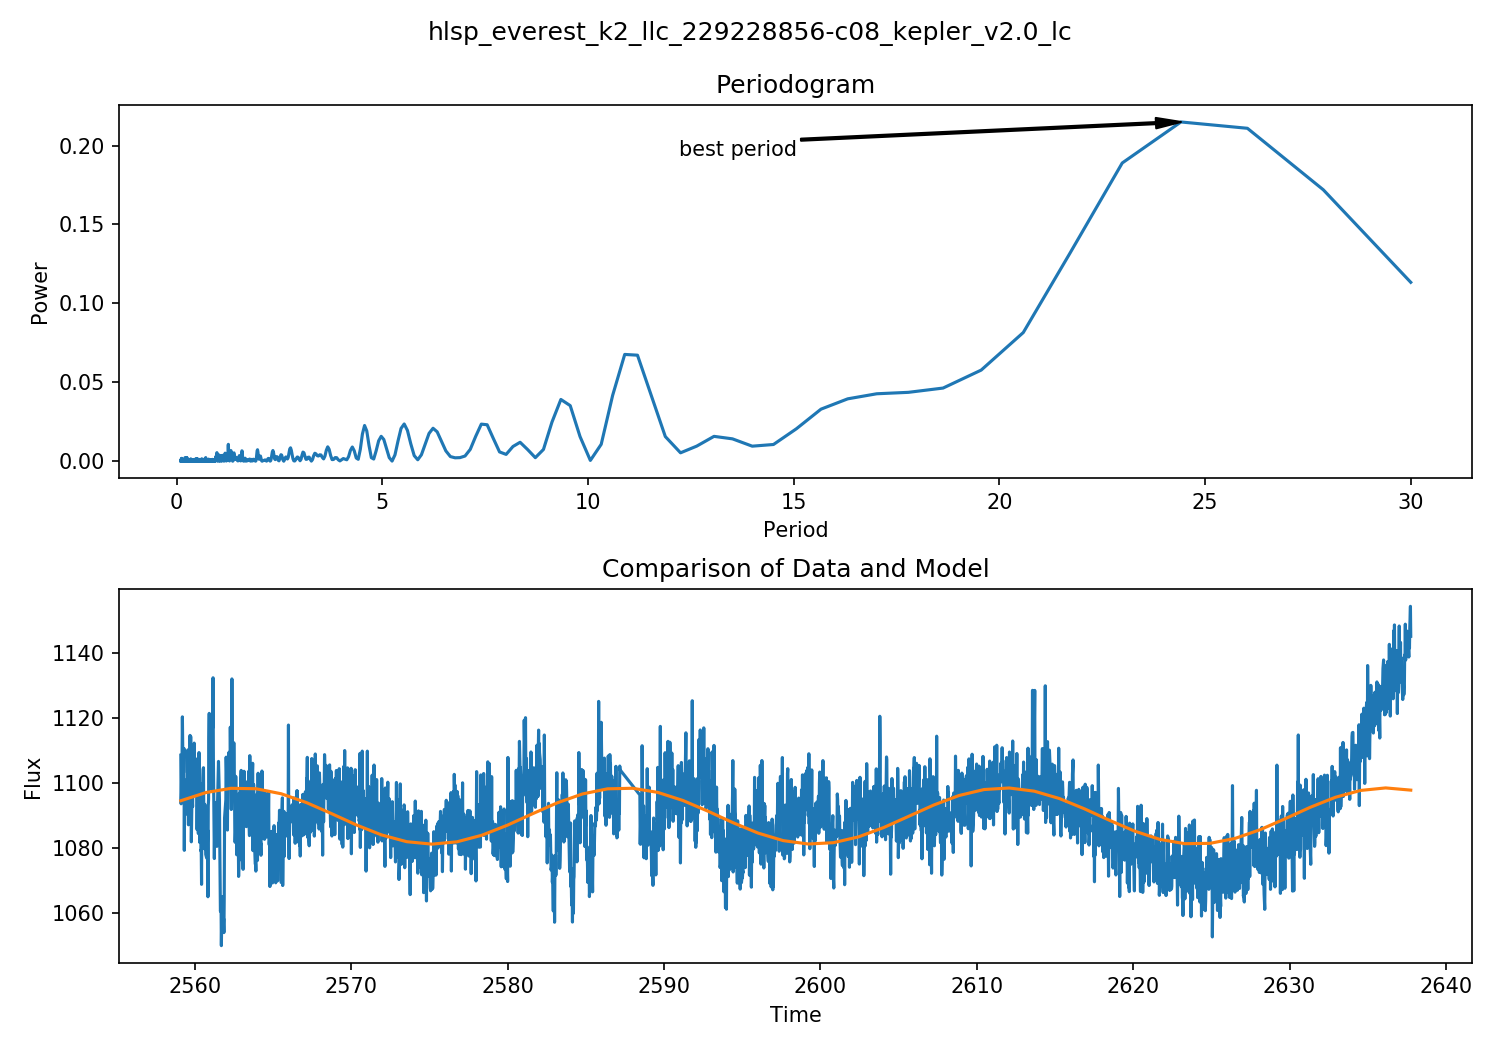 hlsp_everest_k2_llc_229228856-c08_kepler_v2.0_lc
Periodogram
best period
Power
0.20
0.15
0.10
0.05
0.00
0 5 10 15 20 25 30
Period
Comparison of Data and Model
Flux
1140
1120
1100
1080
1060
2560 2570 2580 2590 2600 2610 2620 2630 2640
Time